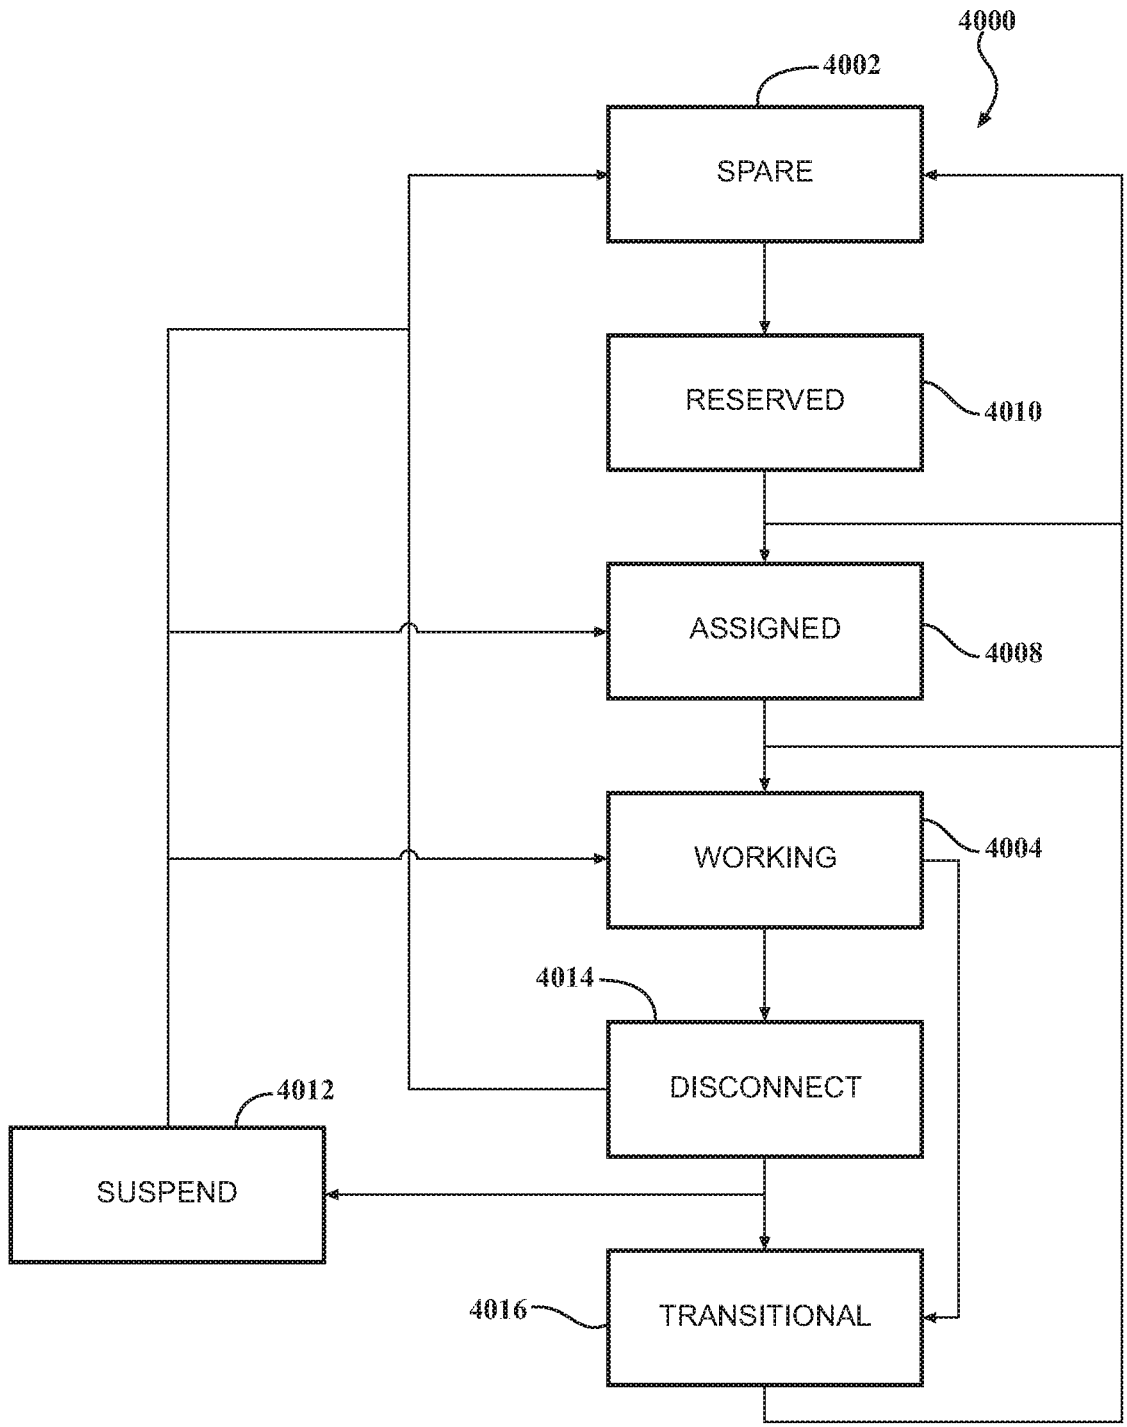 4000
4002
SPARE
RESERVED
4010
ASSIGNED
4008
WORKING
4004
4014
DISCONNECT
4012
SUSPEND
TRANSITIONAL
4016